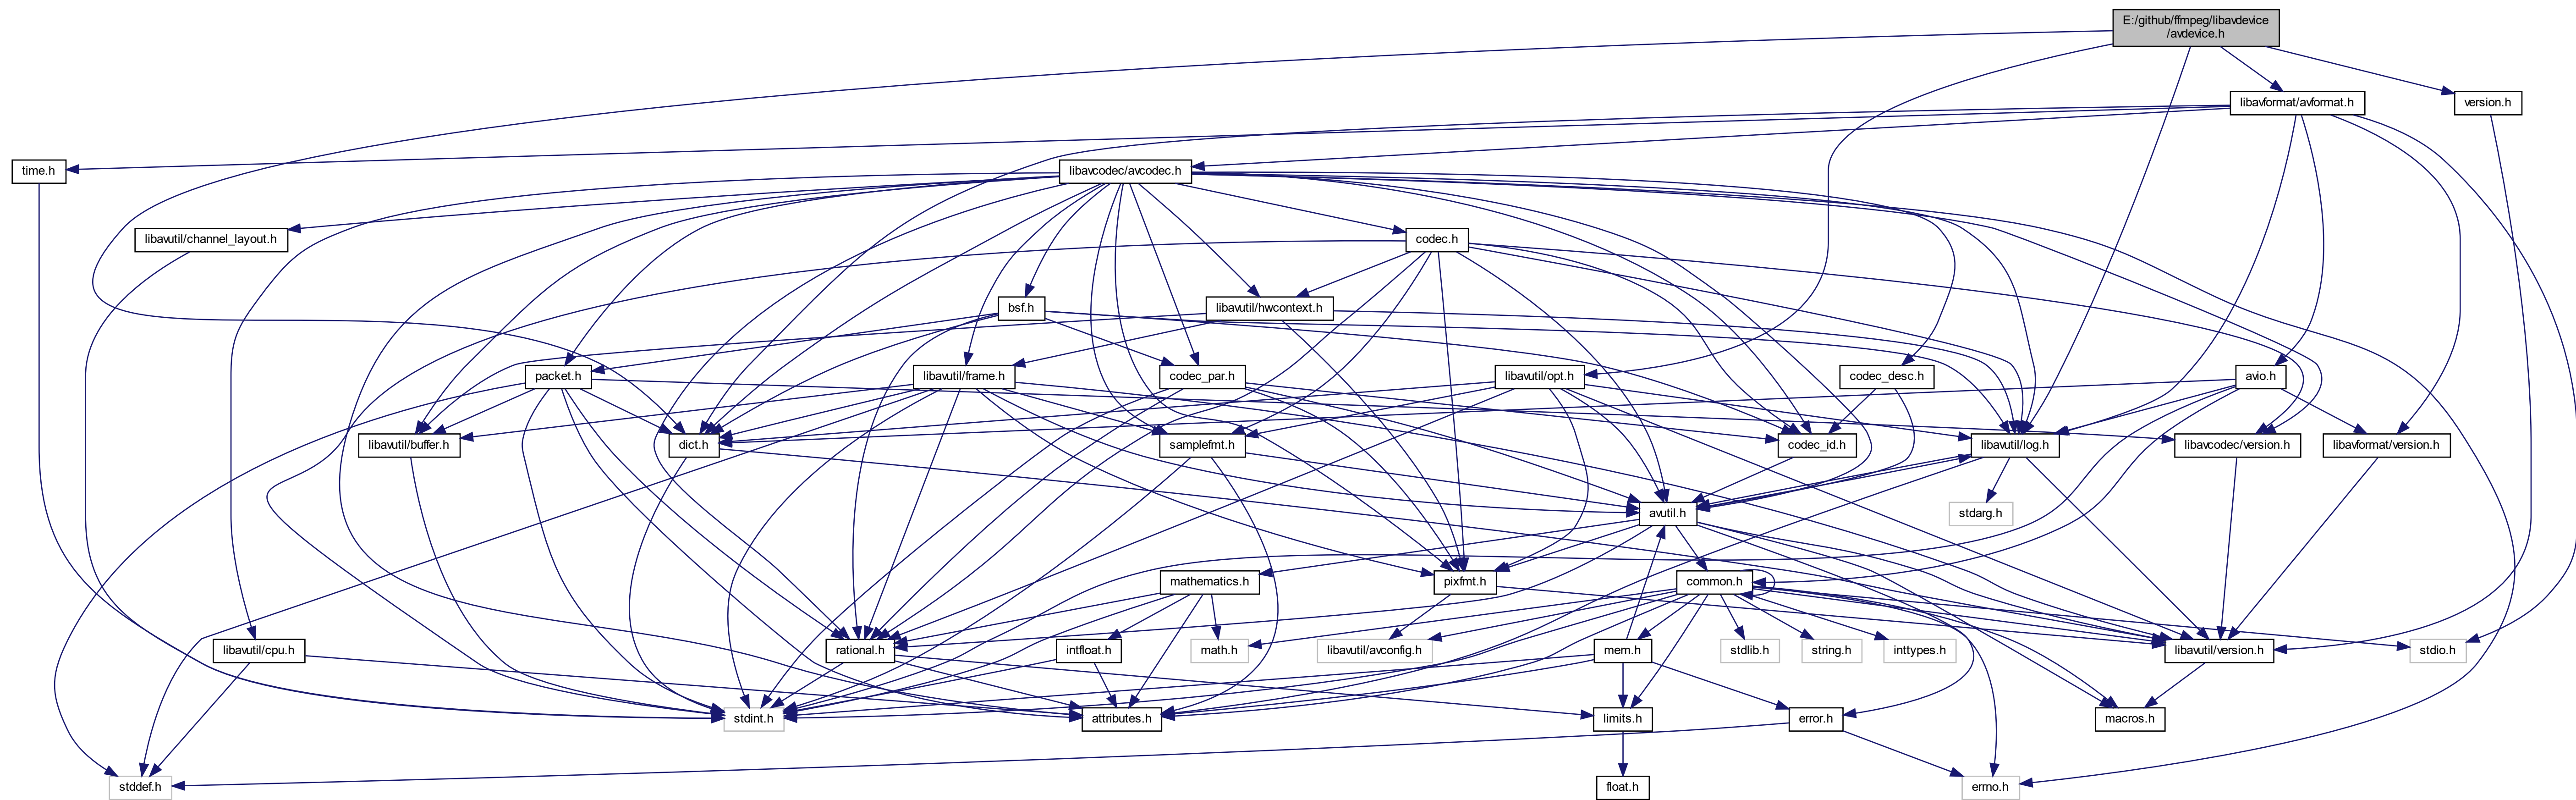 E:/github/ffmpeg/libavdevice
/avdevice.h
libavformat/avformat.h
version.h
time.h
libavcodec/avcodec.h
libavutil/channel_layout.h
codec.h
bsf.h
libavutil/hwcontext.h
packet.h
libavutil/frame.h
codec_par.h
libavutil/opt.h
codec_desc.h
avio.h
libavutil/buffer.h
dict.h
samplefmt.h
codec_id.h
libavutil/log.h
libavcodec/version.h
libavformat/version.h
avutil.h
stdarg.h
mathematics.h
pixfmt.h
common.h
libavutil/cpu.h
rational.h
intfloat.h
math.h
libavutil/avconfig.h
mem.h
stdlib.h
string.h
inttypes.h
libavutil/version.h
stdio.h
stdint.h
attributes.h
limits.h
error.h
macros.h
stddef.h
float.h
errno.h